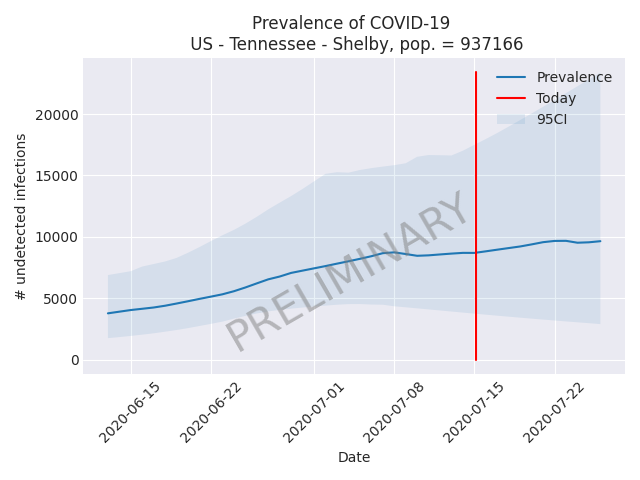 Prevalence of COVID-19
US - Tennessee - Shelby, pop. = 937166
# undetected infections
20000
15000
10000
5000
0
Prevalence
Today
95CI
PRELIMINARY
2020-06-15
2020-06-22
2020-07-01
2020-07-08
2020-07-15
2020-07-22
Date